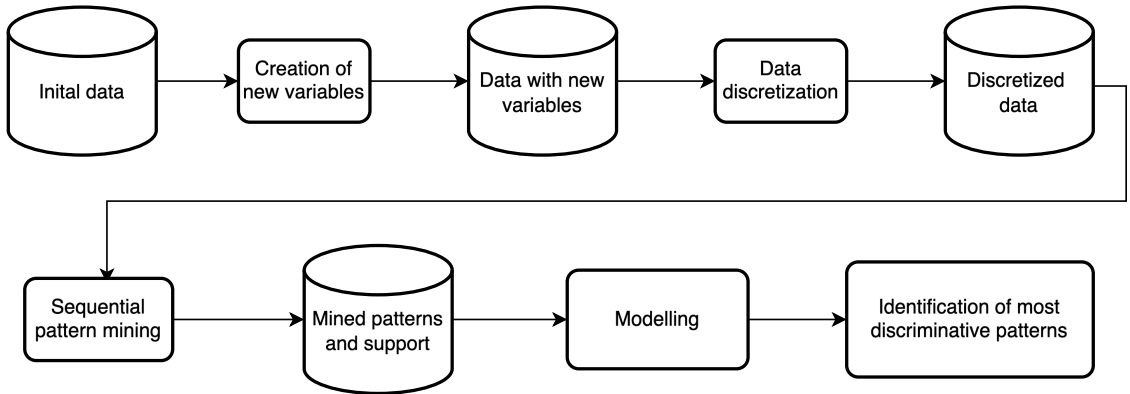 Inital data
Creation of
new variables
Data with new
variables
Data
discretization
Discretized
data
Sequential
pattern mining
Mined patterns
and support
Modelling
Identification of most
discriminative patterns